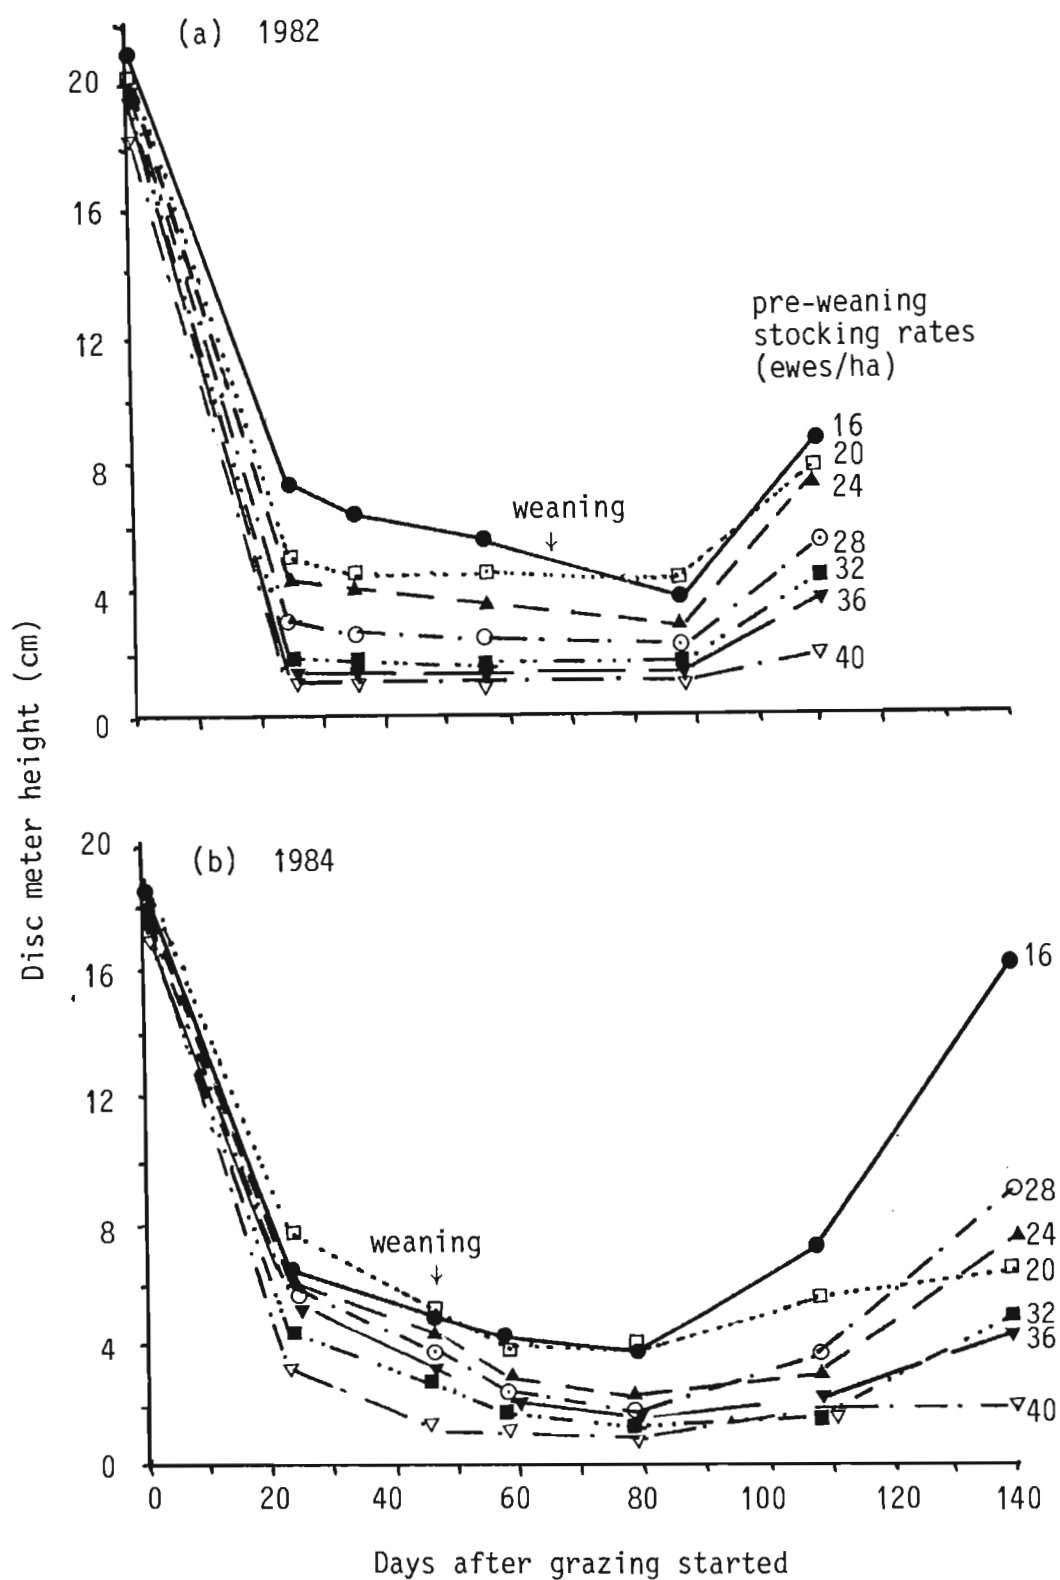 (a) 1982
20
16
12
8
4
0
pre-weaning
stocking rates
(ewes/ha)
16
20
24
28
32
36
40
weaning
↓
Disc meter height (cm)
(b) 1984
20
16
12
8
4
0
weaning
↓
16
28
24
20
32
36
40
0 20 40 60 80 100 120 140
Days after grazing started